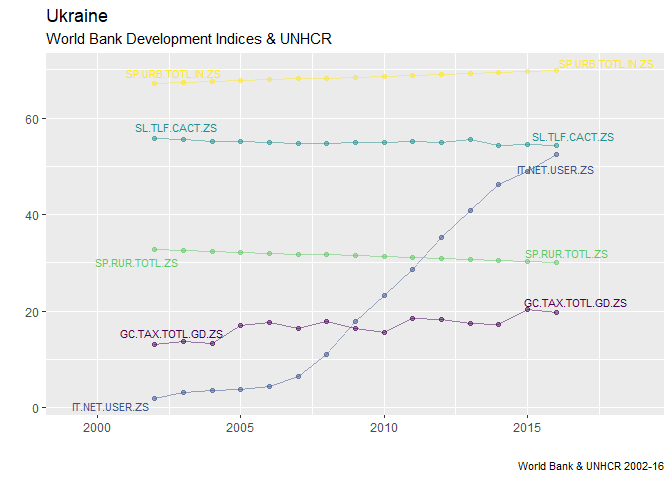 Ukraine
World Bank Development Indices & UNHCR
SP.URB.TOTL.IN.ZS
SP.URB.TOTL.IN.ZS
60
SL.TLF.CACT.ZS
SL.TLF.CACT.ZS
IT.NET.USER.ZS
40
SP.RUR.TOTL.ZS
SP.RUR.TOTL.ZS
20
GC.TAX.TOTL.GD.ZS
GC.TAX.TOTL.GD.ZS
IT.NET.USER.ZS
0
2000 2005 2010 2015
World Bank & UNHCR 2002-16